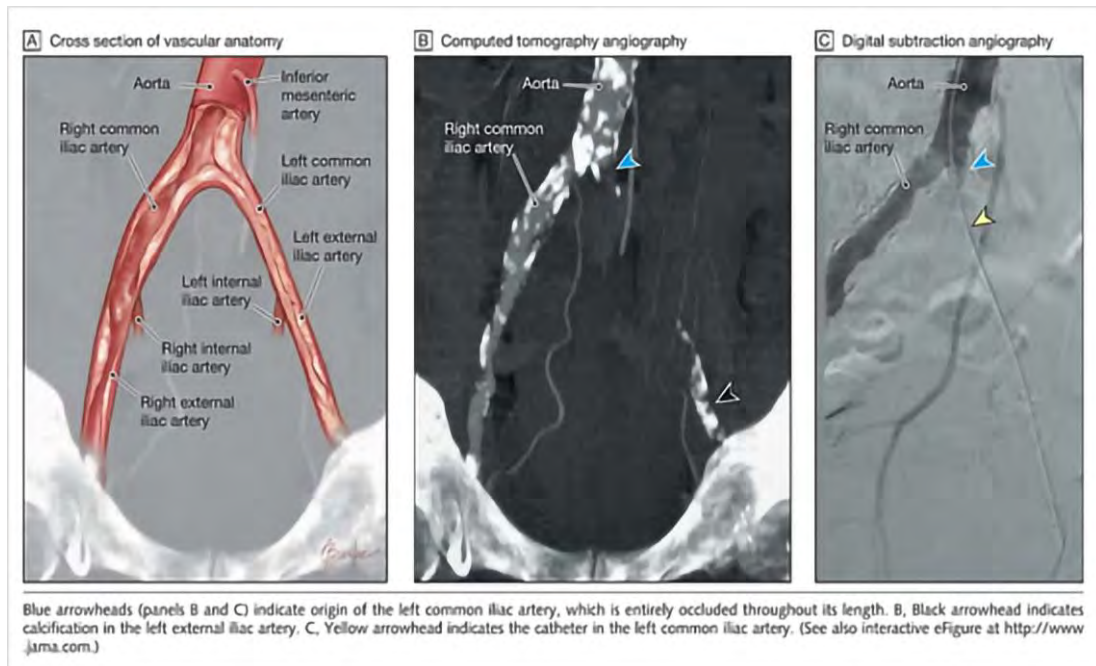 A Cross section of vascular anatomy
Aorta
Inferior
mesenteric
artery
Right common
iliac artery
Left common
iliac artery
Left external
iliac artery
Left internal
iliac artery
Right internal
iliac artery
Right external
iliac artery
B Computed tomography angiography
Aorta
Right common
iliac artery
C Digital subtraction angiography
Aorta
Right common
iliac artery
Blue arrowheads (panels B and C) indicate origin of the left common iliac artery, which is entirely occluded throughout its length. B, Black arrowhead indicates
calcification in the left external iliac artery. C, Yellow arrowhead indicates the catheter in the left common iliac artery. (See also interactive eFigure at http://www
.jama.com.)